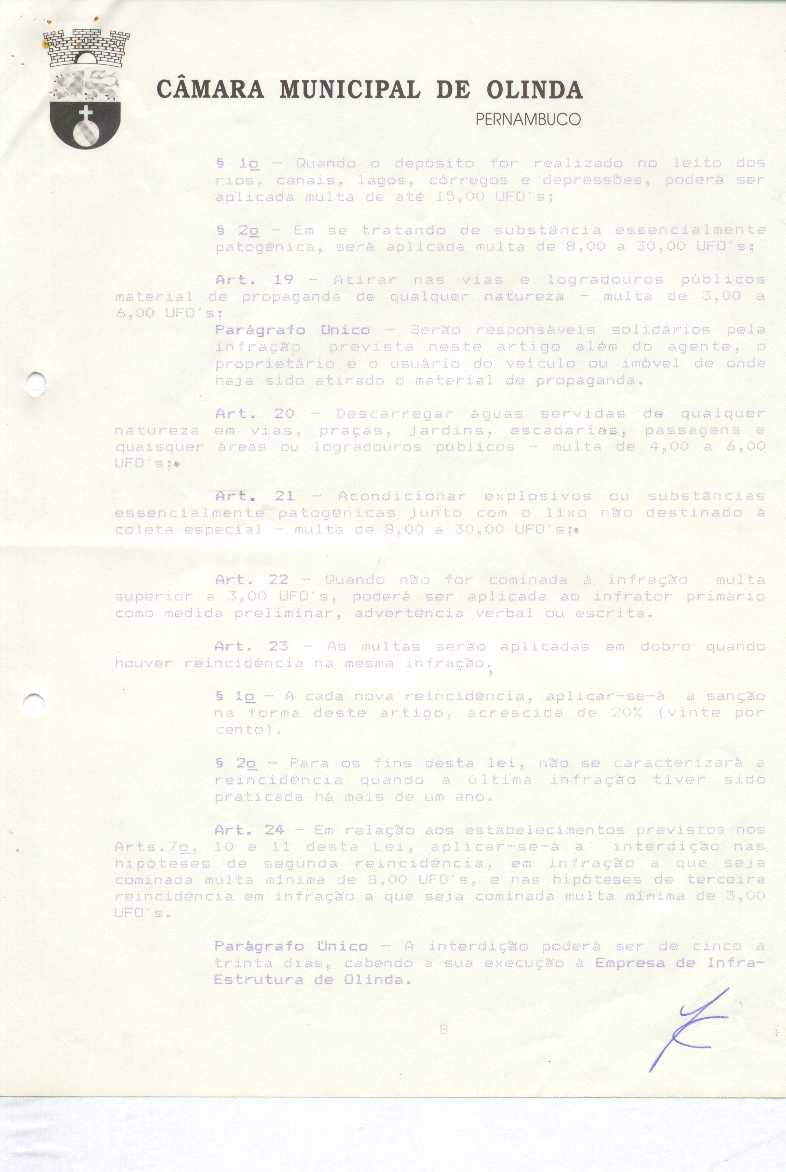 CÂMARA MUNICIPAL DE OLINDA
PERNAMBUCO
§ 1o – Quando o depósito for realizado no leito dos
rios, canais, lagos, córregos e depressões, poderá ser
aplicada multa de até 15,00 UFO's;
§ 2o – Em se tratando de substância essencialmente
patogênica, será aplicada multa de 8,00 a 30,00 UFO's;
Art. 19 – Atirar nas vias e logradouros públicos
material de propaganda de qualquer natureza – multa de 3,00 a
6,00 UFO's;
Parágrafo Único – Serão responsáveis solidários pela
infração prevista neste artigo além do agente, o
proprietário e o usuário do veículo ou imóvel de onde
haja sido atirado o material de propaganda.
Art. 20 – Descarregar águas servidas de qualquer
natureza em vias, praças, jardins, escadarias, passagens e
quaisquer áreas ou logradouros públicos – multa de 4,00 a 6,00
UFO's;
Art. 21 – Acondicionar explosivos ou substâncias
essencialmente patogênicas junto com o lixo não destinado à
coleta especial – multa de 8,00 a 30,00 UFO's;
Art. 22 – Quando não for cominada à infração multa
superior a 3,00 UFO's, poderá ser aplicada ao infrator primário
como medida preliminar, advertência verbal ou escrita.
Art. 23 – As multas serão aplicadas em dobro quando
houver reincidência na mesma infração;
§ 1o – A cada nova reincidência, aplicar-se-á a sanção
na forma deste artigo, acrescida de 20% (vinte por
cento).
§ 2o – Para os fins desta lei, não se caracterizará a
reincidência quando a última infração tiver sido
praticada há mais de um ano.
Art. 24 – Em relação aos estabelecimentos previstos nos
Arts.7o, 10 e 11 desta Lei, aplicar-se-á a interdição nas
hipóteses de segunda reincidência, em infração a que seja
cominada multa mínima de 8,00 UFO's, e nas hipóteses de terceira
reincidência em infração a que seja cominada multa mínima de 3,00
UFO's.
Parágrafo Único – A interdição poderá ser de cinco a
trinta dias, cabendo a sua execução à Empresa de Infra-
Estrutura de Olinda.
8